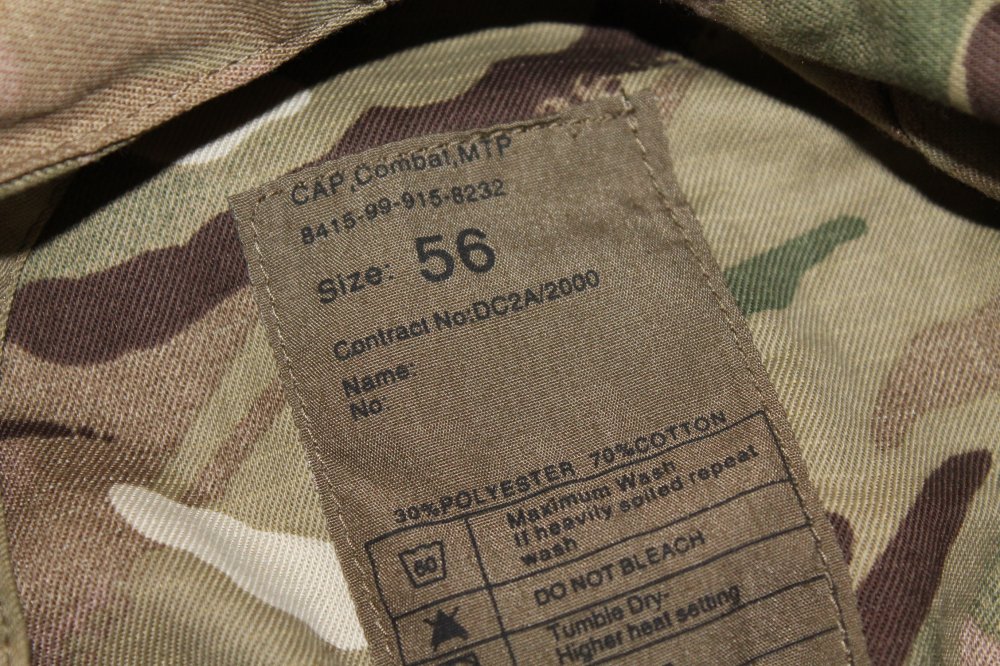 CAP,Combat,MTP
8415-99-915-8232
Size: 56
Contract No:DC2A/2000
Name:
No:
30%POLYESTER 70%COTTON
60
Maximum Wash
If heavily spiled repeat
wash
DO NOT BLEACH
Tumble Dry-
Higher heat setting